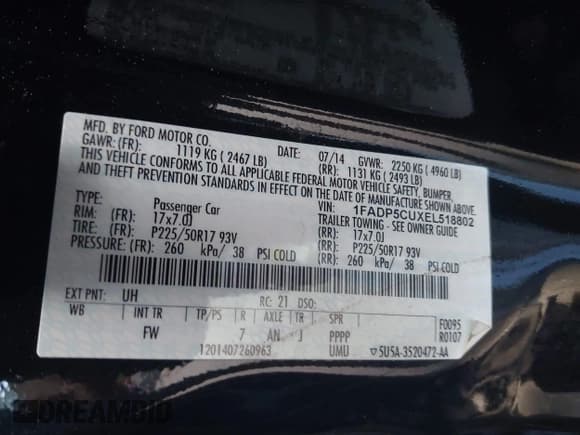 MFD. BY FORD MOTOR CO.
DATE: 07/14 GVWR: 2250 KG ( 4960 LB)
GAWR: (FR): 1119 KG ( 2467 LB) (RR): 1131 KG ( 2493 LB)
THIS VEHICLE CONFORMS TO ALL APPLICABLE FEDERAL MOTOR VEHICLE SAFETY, BUMPER,
AND THEFT PREVENTION STANDARDS IN EFFECT ON THE DATE OF MANUFACTURE SHOWN ABOVE.
VIN: 1FADP5CUXEL518802
TYPE: Passenger Car TIRE/TRAILER SETTING - SEE OWNER GUIDE
RIM: (FR): 17x7.0J (RR): 17x7.0J
TIRE: (FR): P225/50R17 93V (RR): P225/50R17 93V
PRESSURE: (FR): 260 kPa/ 38 PSI COLD (RR): 260 kPa/ 38 PSI COLD
EXT PNT: UH RC: 21 DSO:
WB INT TR TP/PS R AXLE TR SPR F0095
FW 7 AN J PPPP R0107
1201407260963 UMU 5U5A-3520472-AA
DREAMBID